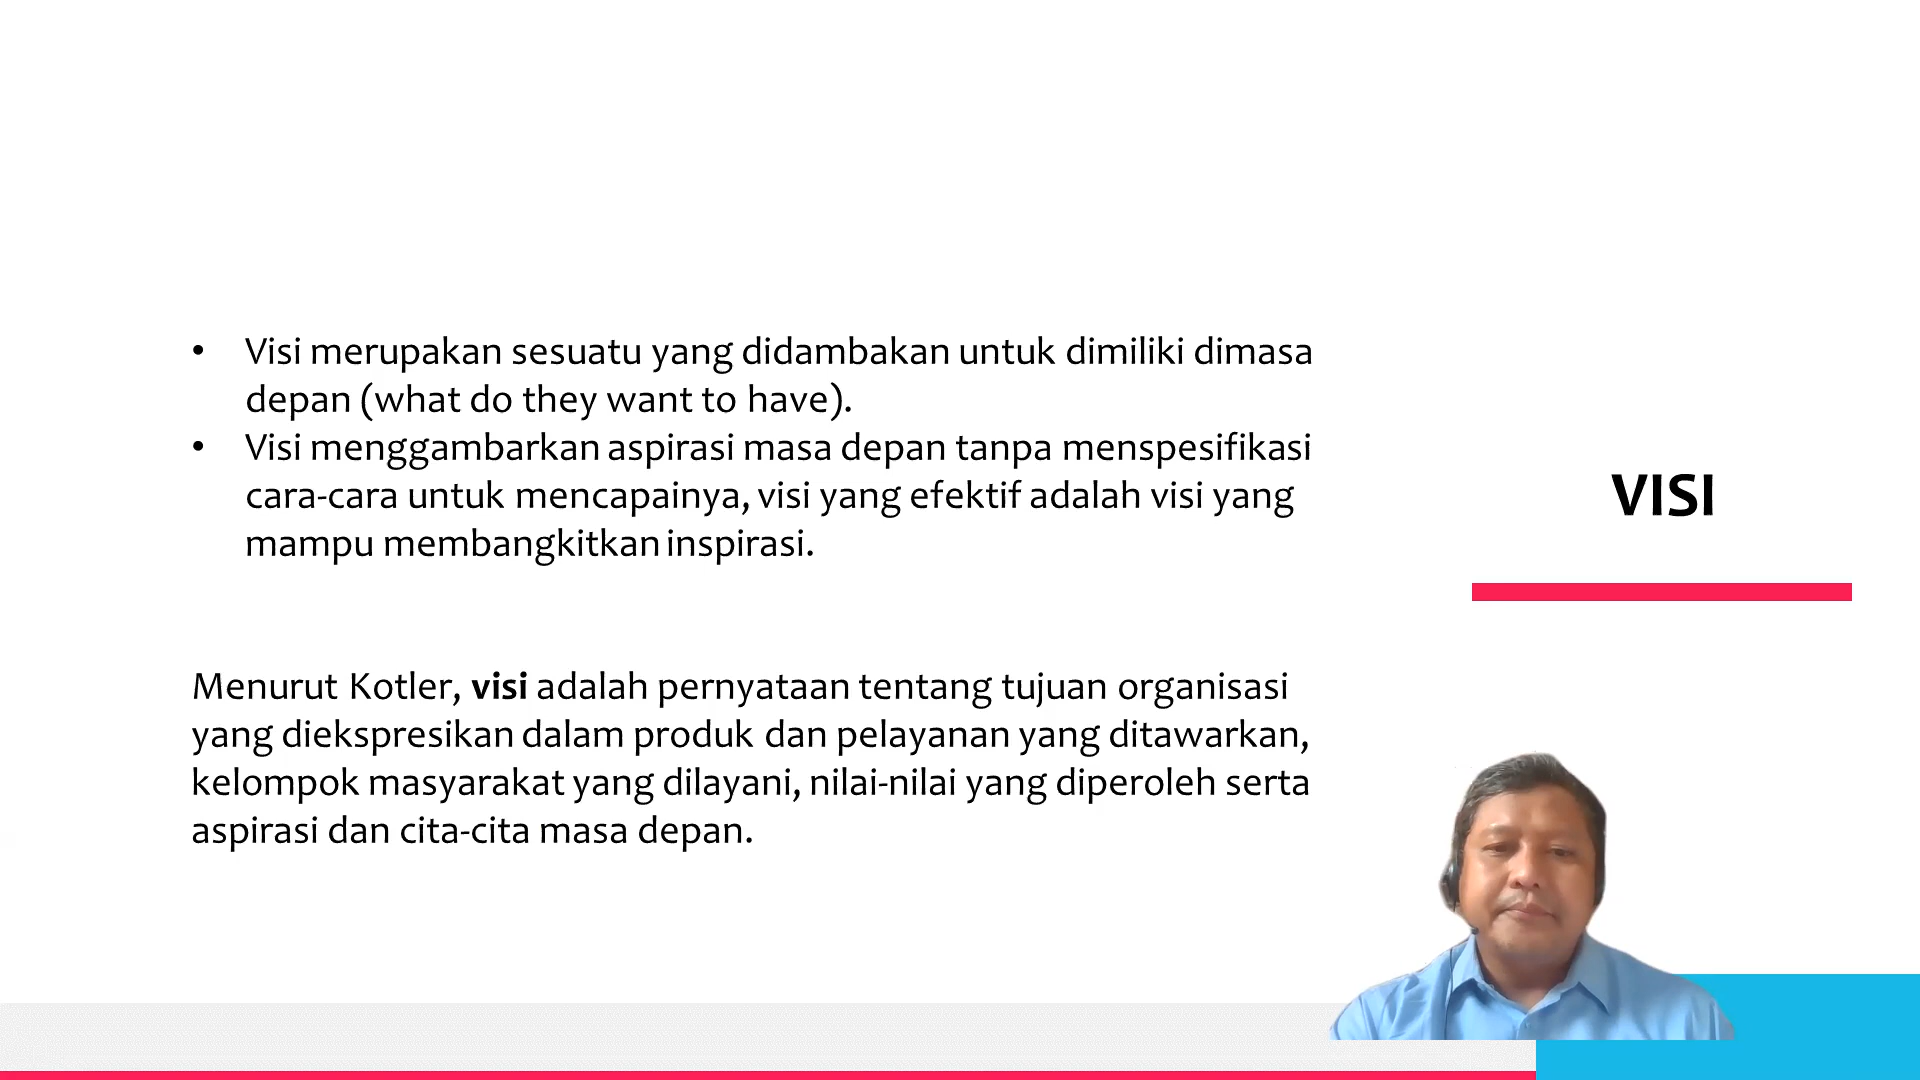 • Visi merupakan sesuatu yang didambakan untuk dimiliki dimasa
depan (what do they want to have).
• Visi menggambarkan aspirasi masa depan tanpa menspesifikasi
cara-cara untuk mencapainya, visi yang efektif adalah visi yang
mampu membangkitkan inspirasi.
Menurut Kotler, visi adalah pernyataan tentang tujuan organisasi
yang diekspresikan dalam produk dan pelayanan yang ditawarkan,
kelompok masyarakat yang dilayani, nilai-nilai yang diperoleh serta
aspirasi dan cita-cita masa depan.
VISI